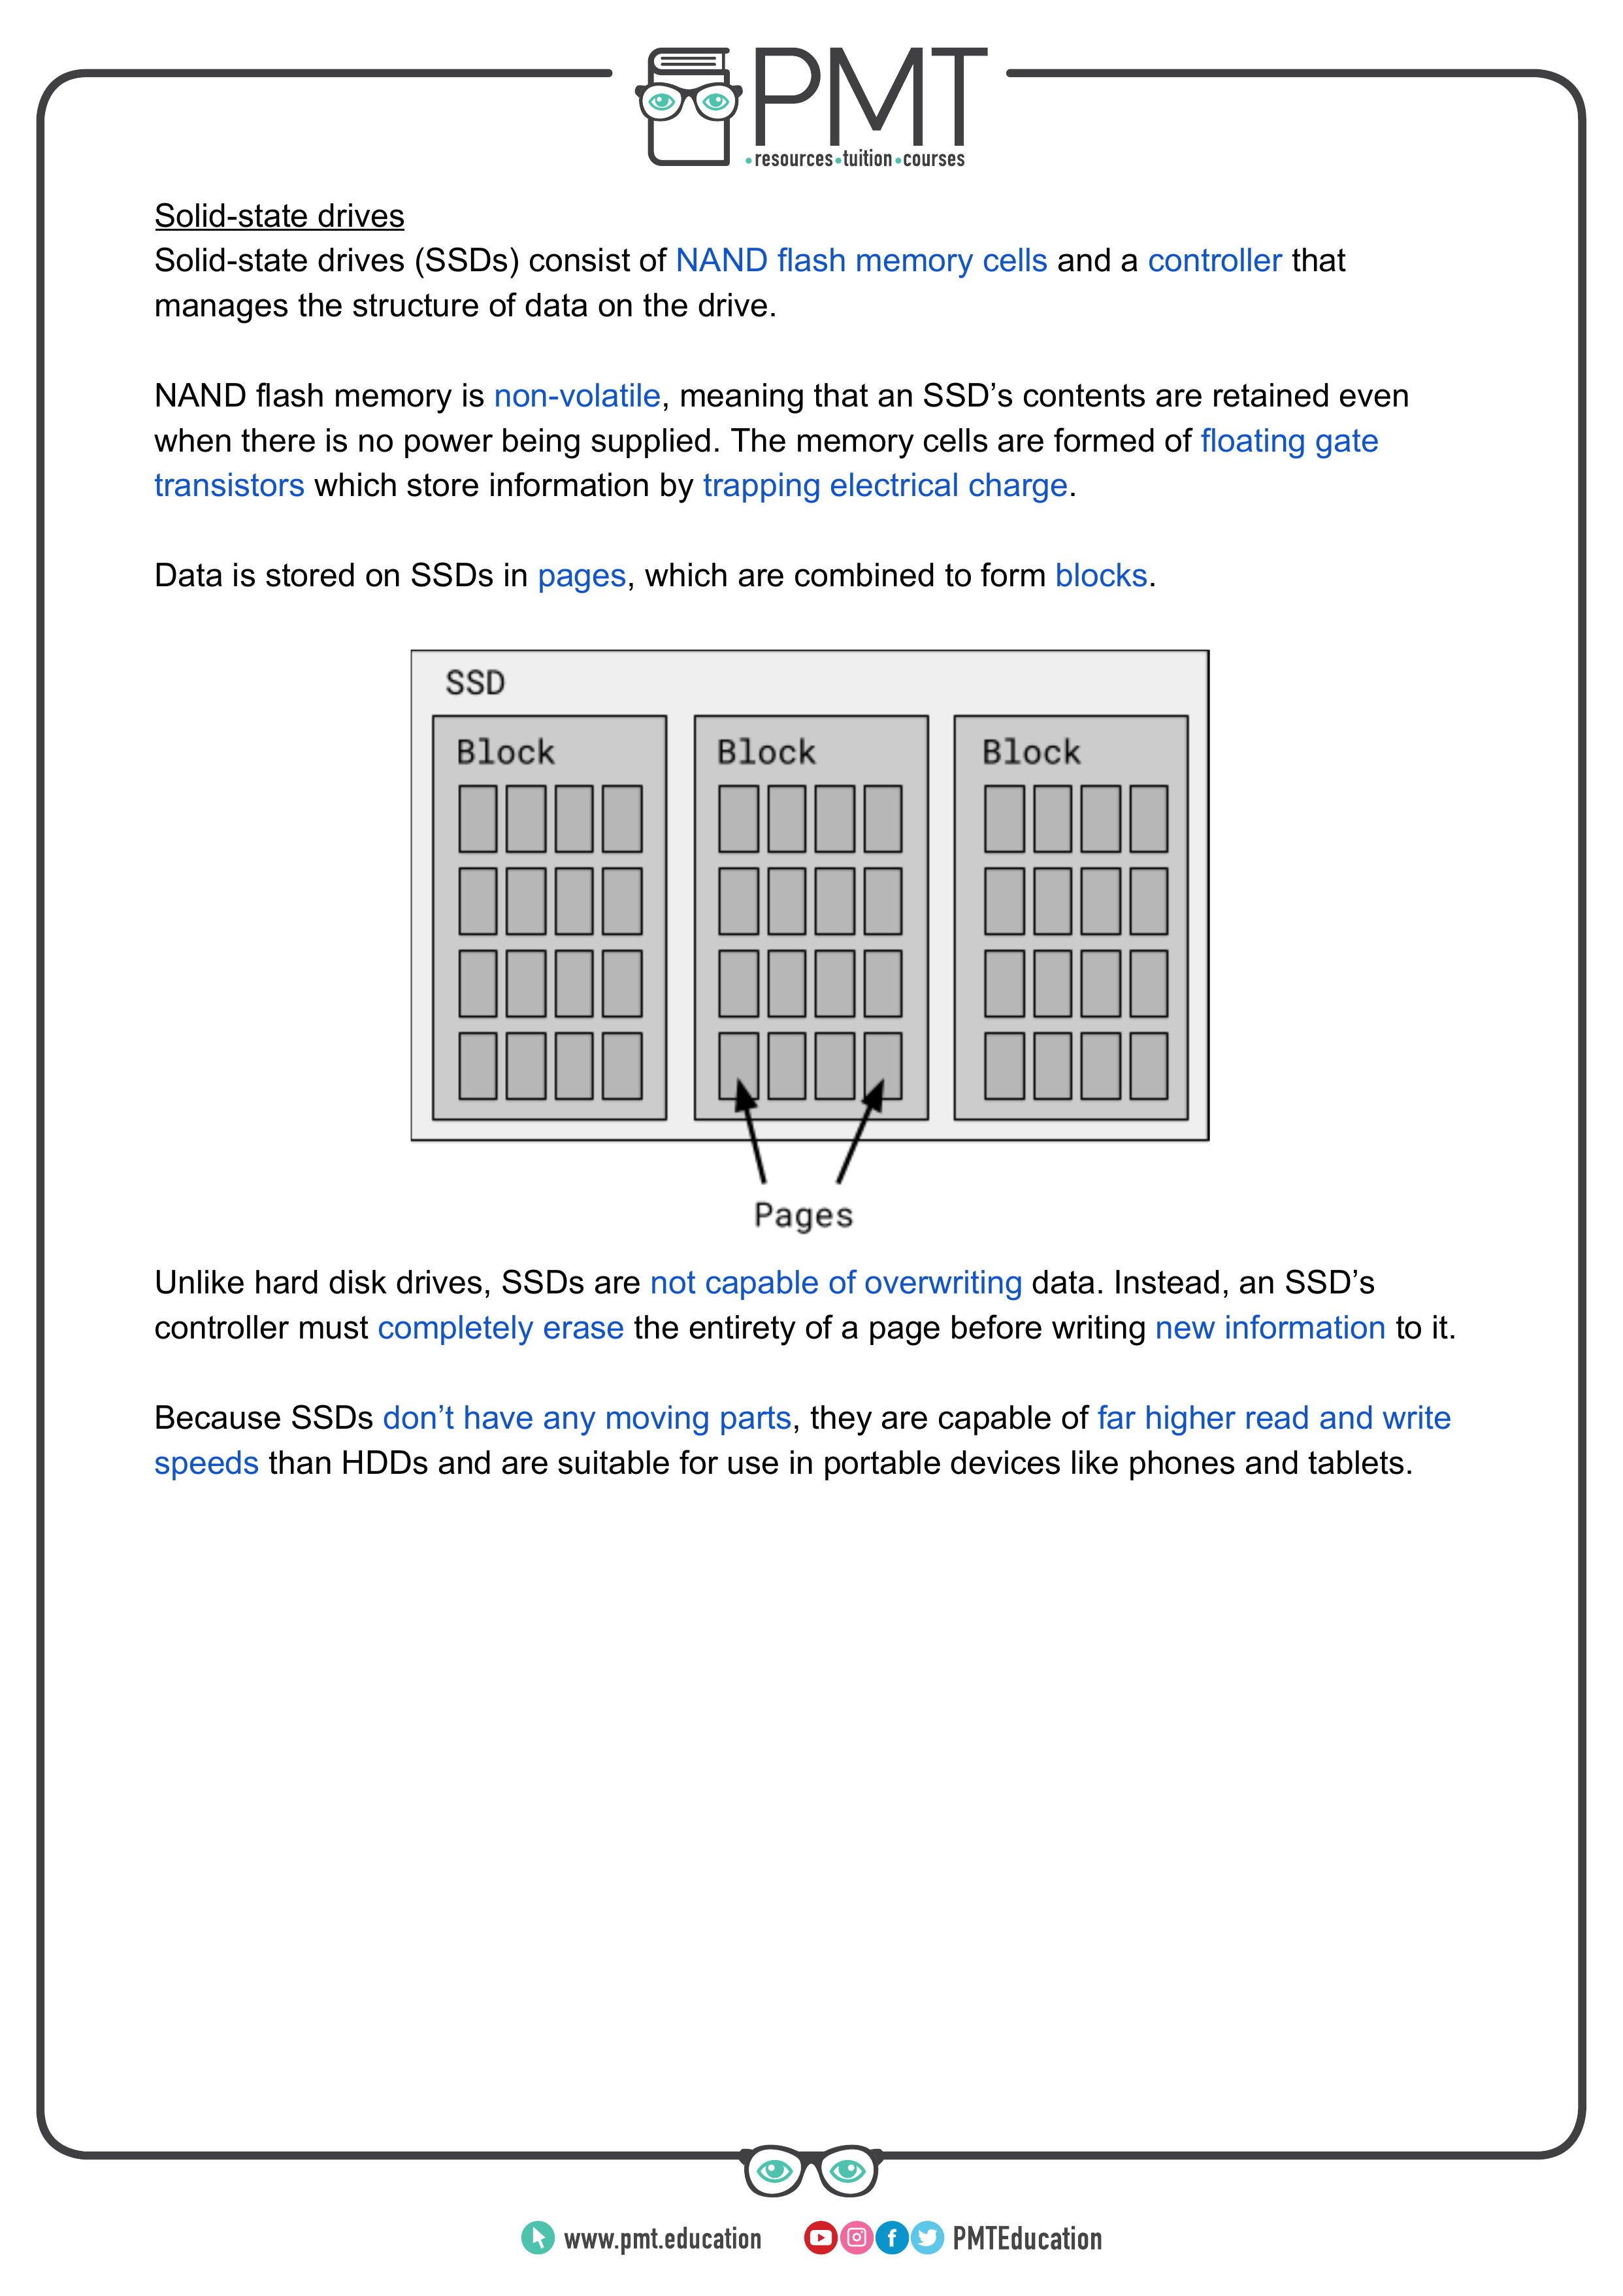 PMT
resources tuition courses
Solid-state drives
Solid-state drives (SSDs) consist of NAND flash memory cells and a controller that
manages the structure of data on the drive.
NAND flash memory is non-volatile, meaning that an SSD’s contents are retained even
when there is no power being supplied. The memory cells are formed of floating gate
transistors which store information by trapping electrical charge.
Data is stored on SSDs in pages, which are combined to form blocks.
SSD
Block Block Block
Pages
Unlike hard disk drives, SSDs are not capable of overwriting data. Instead, an SSD’s
controller must completely erase the entirety of a page before writing new information to it.
Because SSDs don’t have any moving parts, they are capable of far higher read and write
speeds than HDDs and are suitable for use in portable devices like phones and tablets.
www.pmt.education PMTEducation